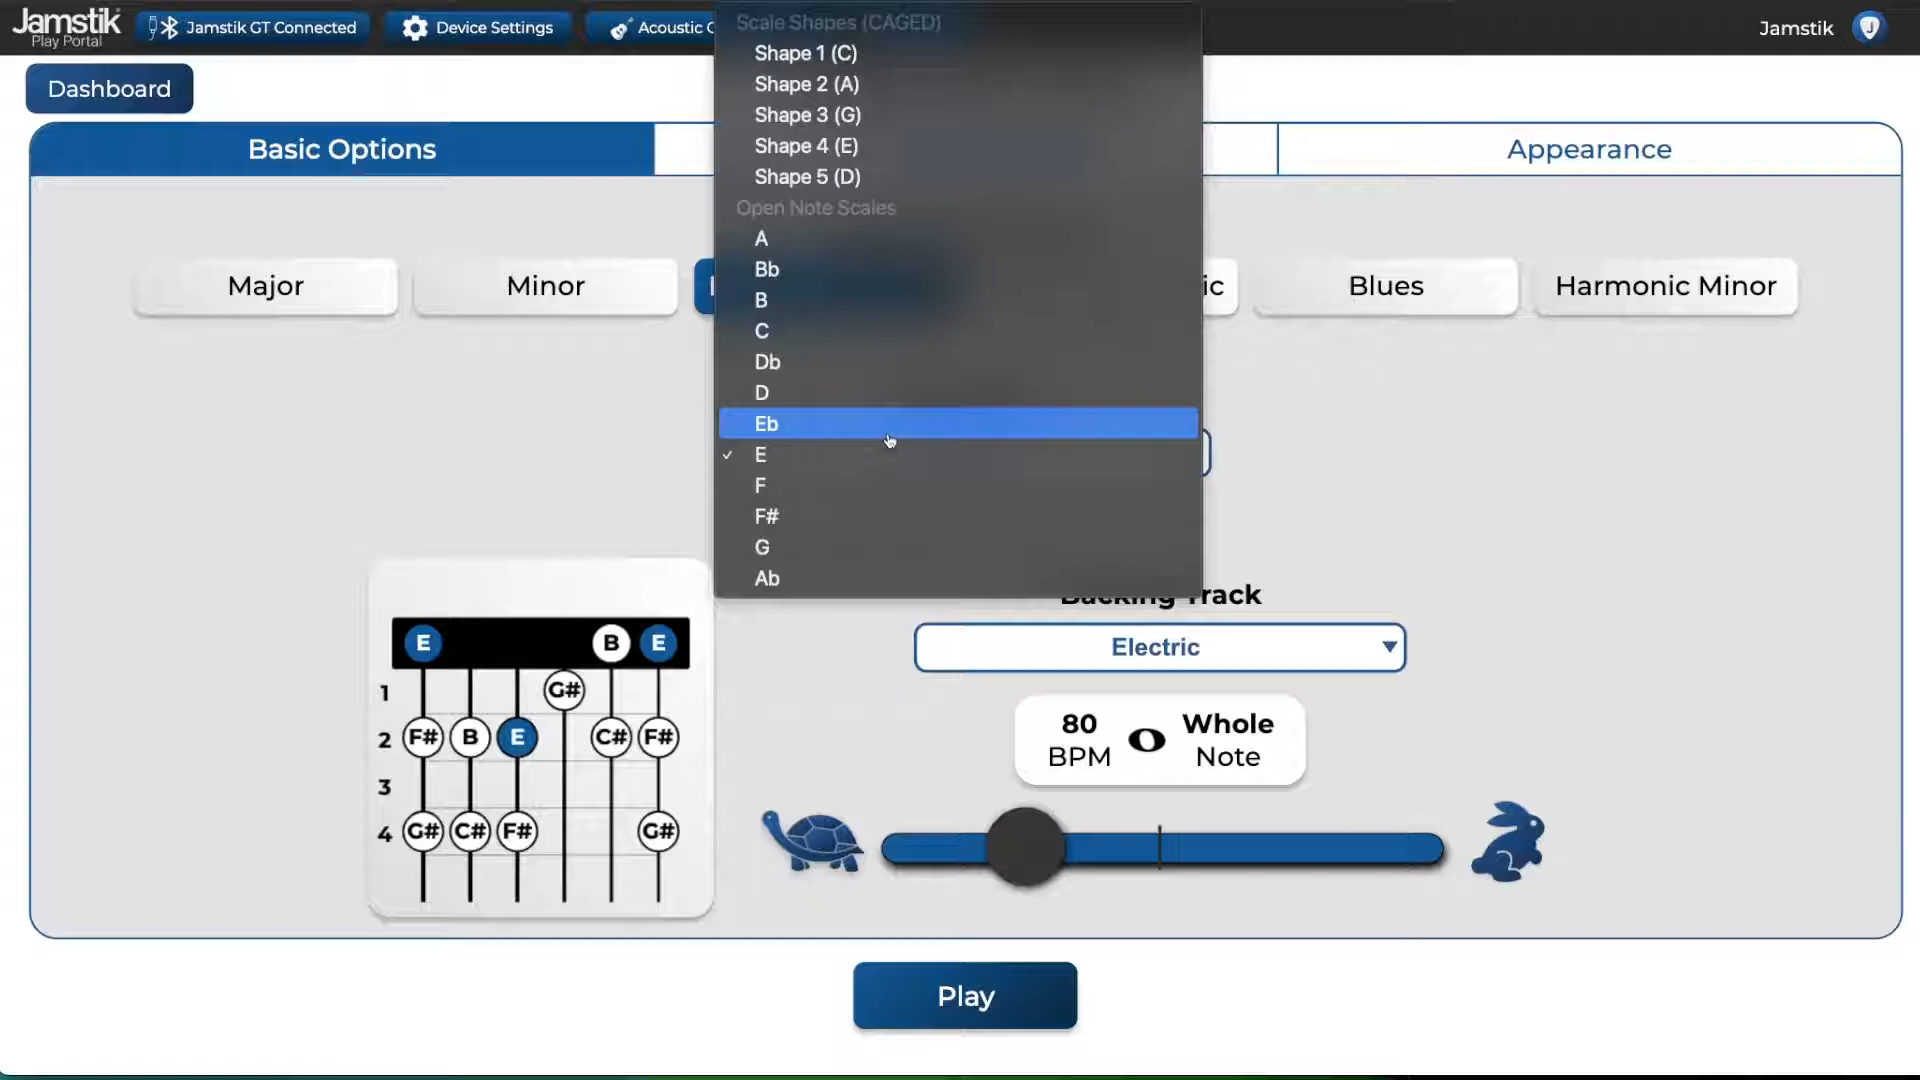 Jamstik
Play Portal
Jamstik GT Connected
Device Settings
Acoustic
Jamstik
Dashboard
Basic Options
Appearance
Scale Shapes (CAGED)
Shape 1 (C)
Shape 2 (A)
Shape 3 (G)
Shape 4 (E)
Shape 5 (D)
Open Note Scales
A
Bb
B
C
Db
D
Eb
E
F
F#
G
Ab
Major
Minor
ic
Blues
Harmonic Minor
E B E
1 G#
2 F# B E C# F#
3
4 G# C# F# G#
Backing Track
Electric
80
BPM
Whole
Note
Play